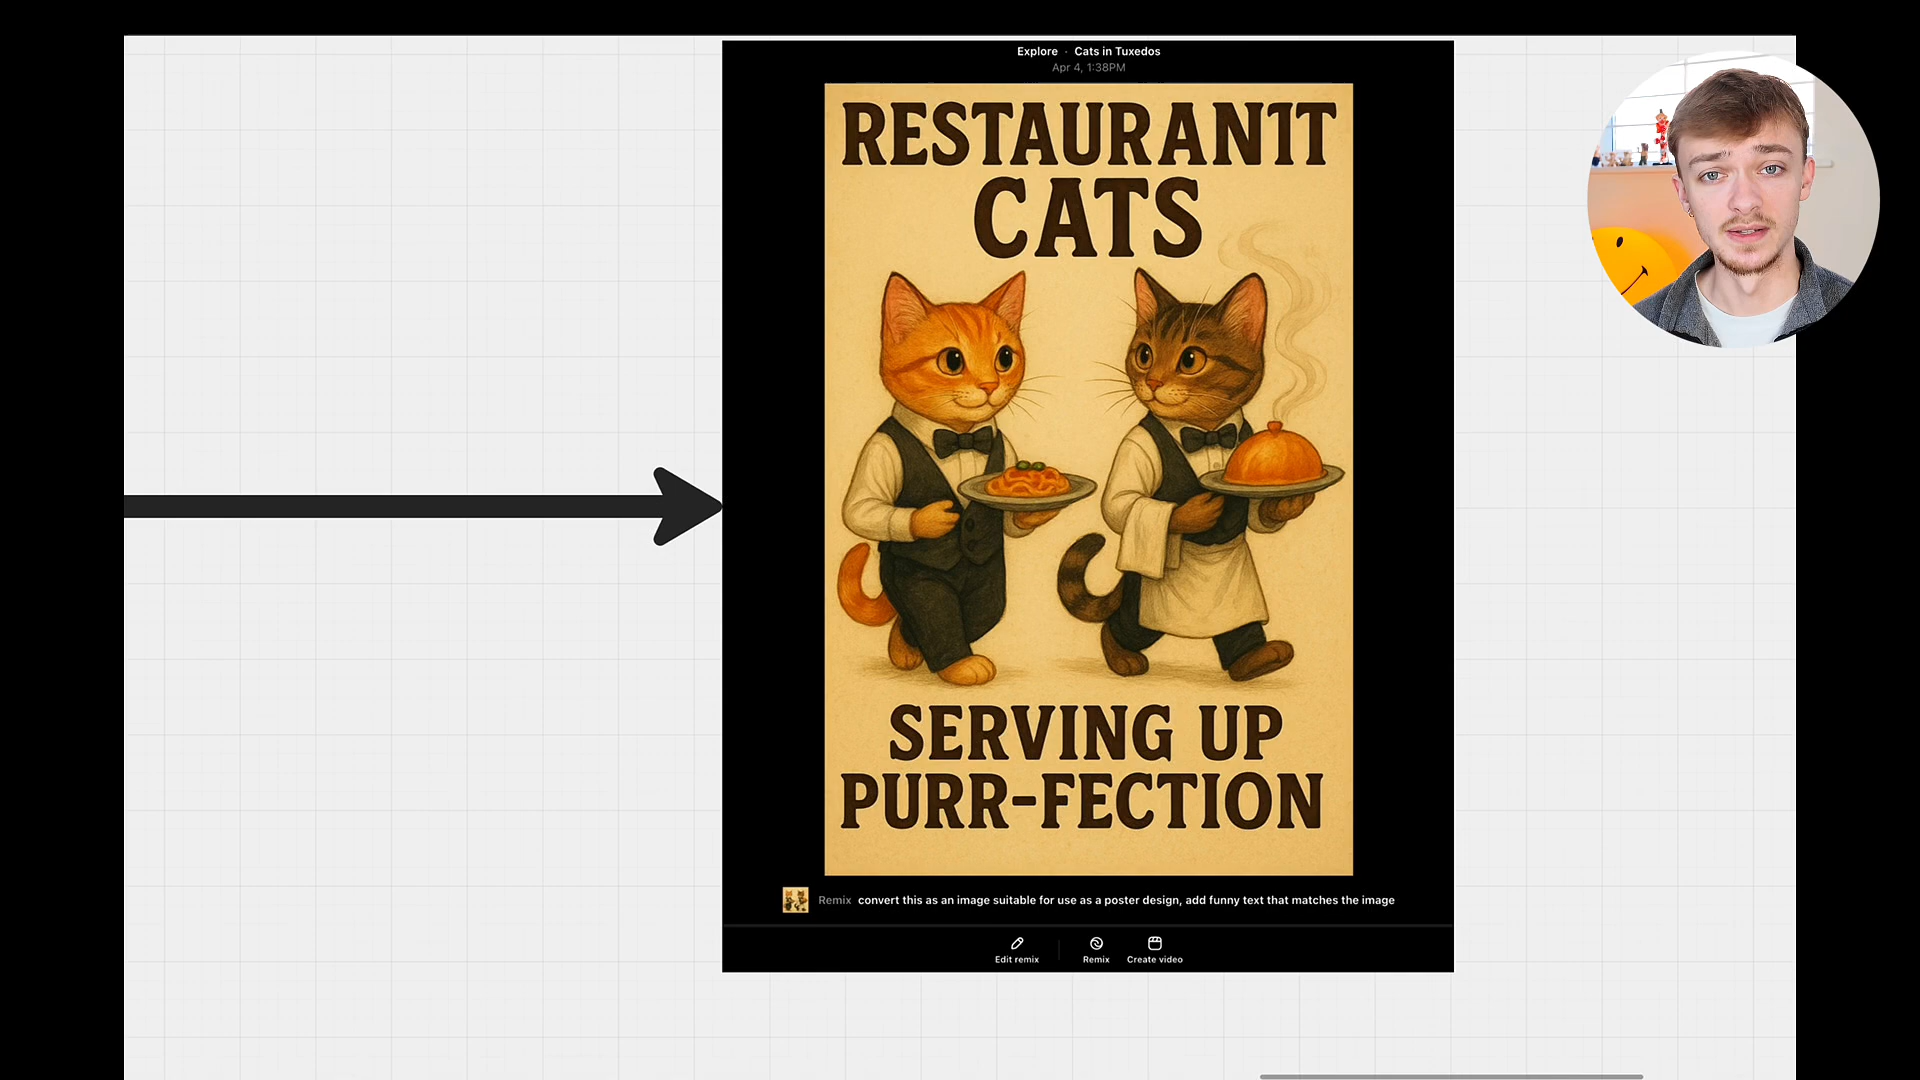 Explore · Cats in Tuxedos
Apr 4, 1:38PM
RESTAURAN1T
CATS
SERVING UP
PURR-FECTION
Remix convert this as an image suitable for use as a poster design, add funny text that matches the image
Edit remix Remix Create video